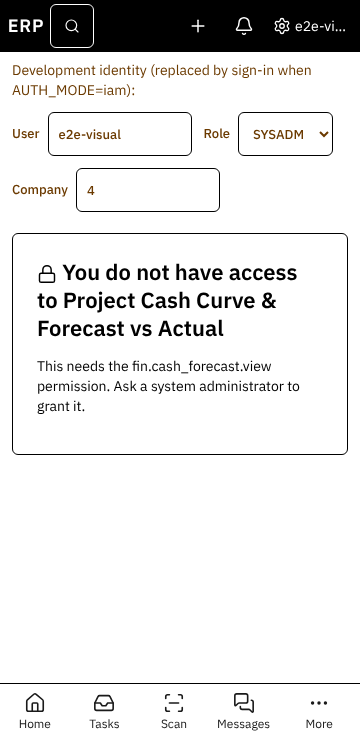 ERP e2e-vi...
Development identity (replaced by sign-in when
AUTH_MODE=iam):
User e2e-visual Role SYSADM
Company 4
You do not have access
to Project Cash Curve &
Forecast vs Actual
This needs the fin.cash_forecast.view
permission. Ask a system administrator to
grant it.
Home Tasks Scan Messages More